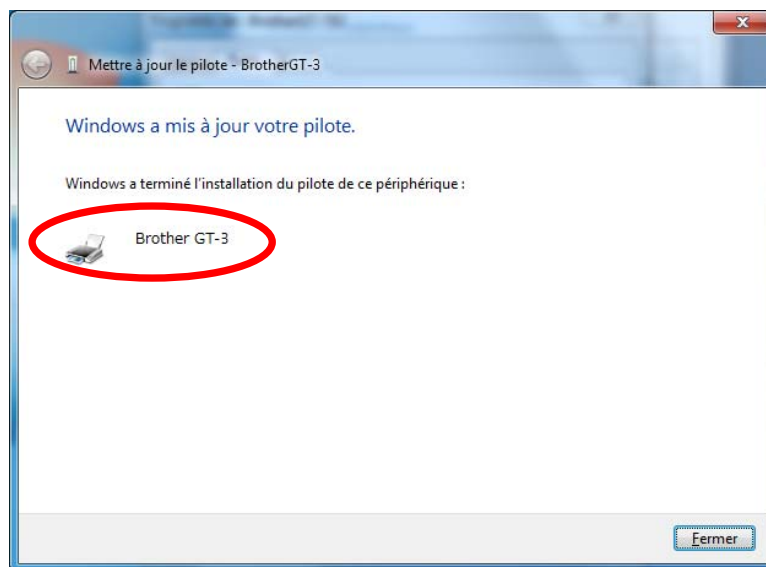 Mettre à jour le pilote - BrotherGT-3
Windows a mis à jour votre pilote.
Windows a terminé l'installation du pilote de ce périphérique :
Brother GT-3
Fermer